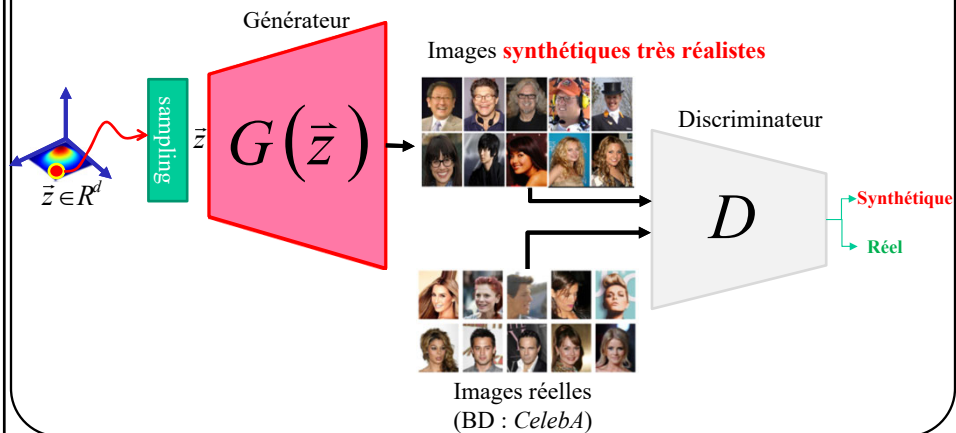 Générateur
Images synthétiques très réalistes
sampling
z⃗
G(z⃗)
z⃗ ∈ R^d
Discriminateur
D
Synthétique
Réel
Images réelles
(BD : CelebA)